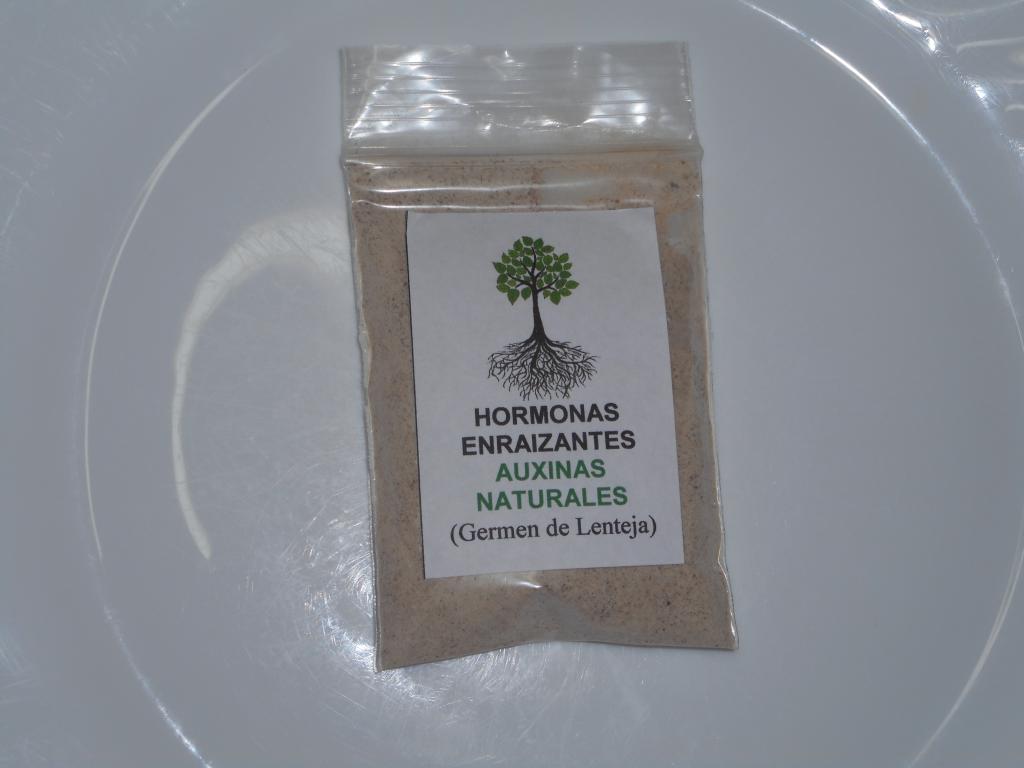 HORMONAS
ENRAIZANTES
AUXINAS
NATURALES
(Germen de Lenteja)